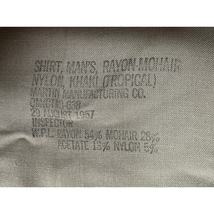 SHIRT, MAN'S, RAYON-MOHAIR
NYLON, KHAKI (TROPICAL)
MARTIN MANUFACTURING CO.
29 AUGUST 1957
INSPECTOR
W.P.L. RAYON 54% MOHAIR 28%
ACETATE 13% NYLON 5%